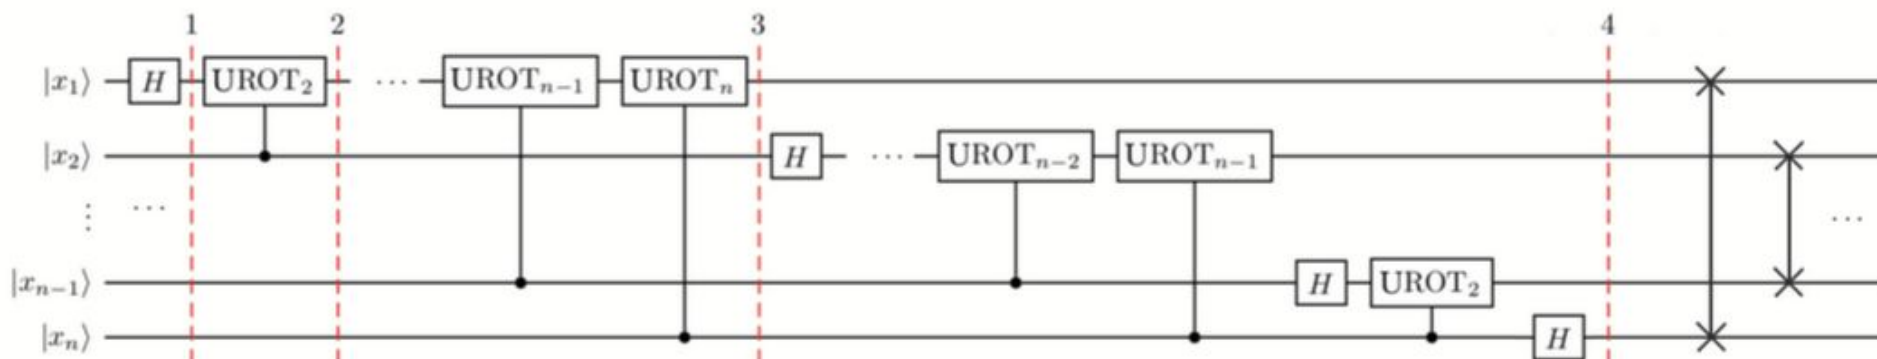 1 2 3 4
|x₁⟩ H UROT₂ ··· UROTₙ₋₁ UROTₙ
|x₂⟩ H ··· UROTₙ₋₂ UROTₙ₋₁
⋮ ··· ···
|xₙ₋₁⟩ H UROT₂
|xₙ⟩ H